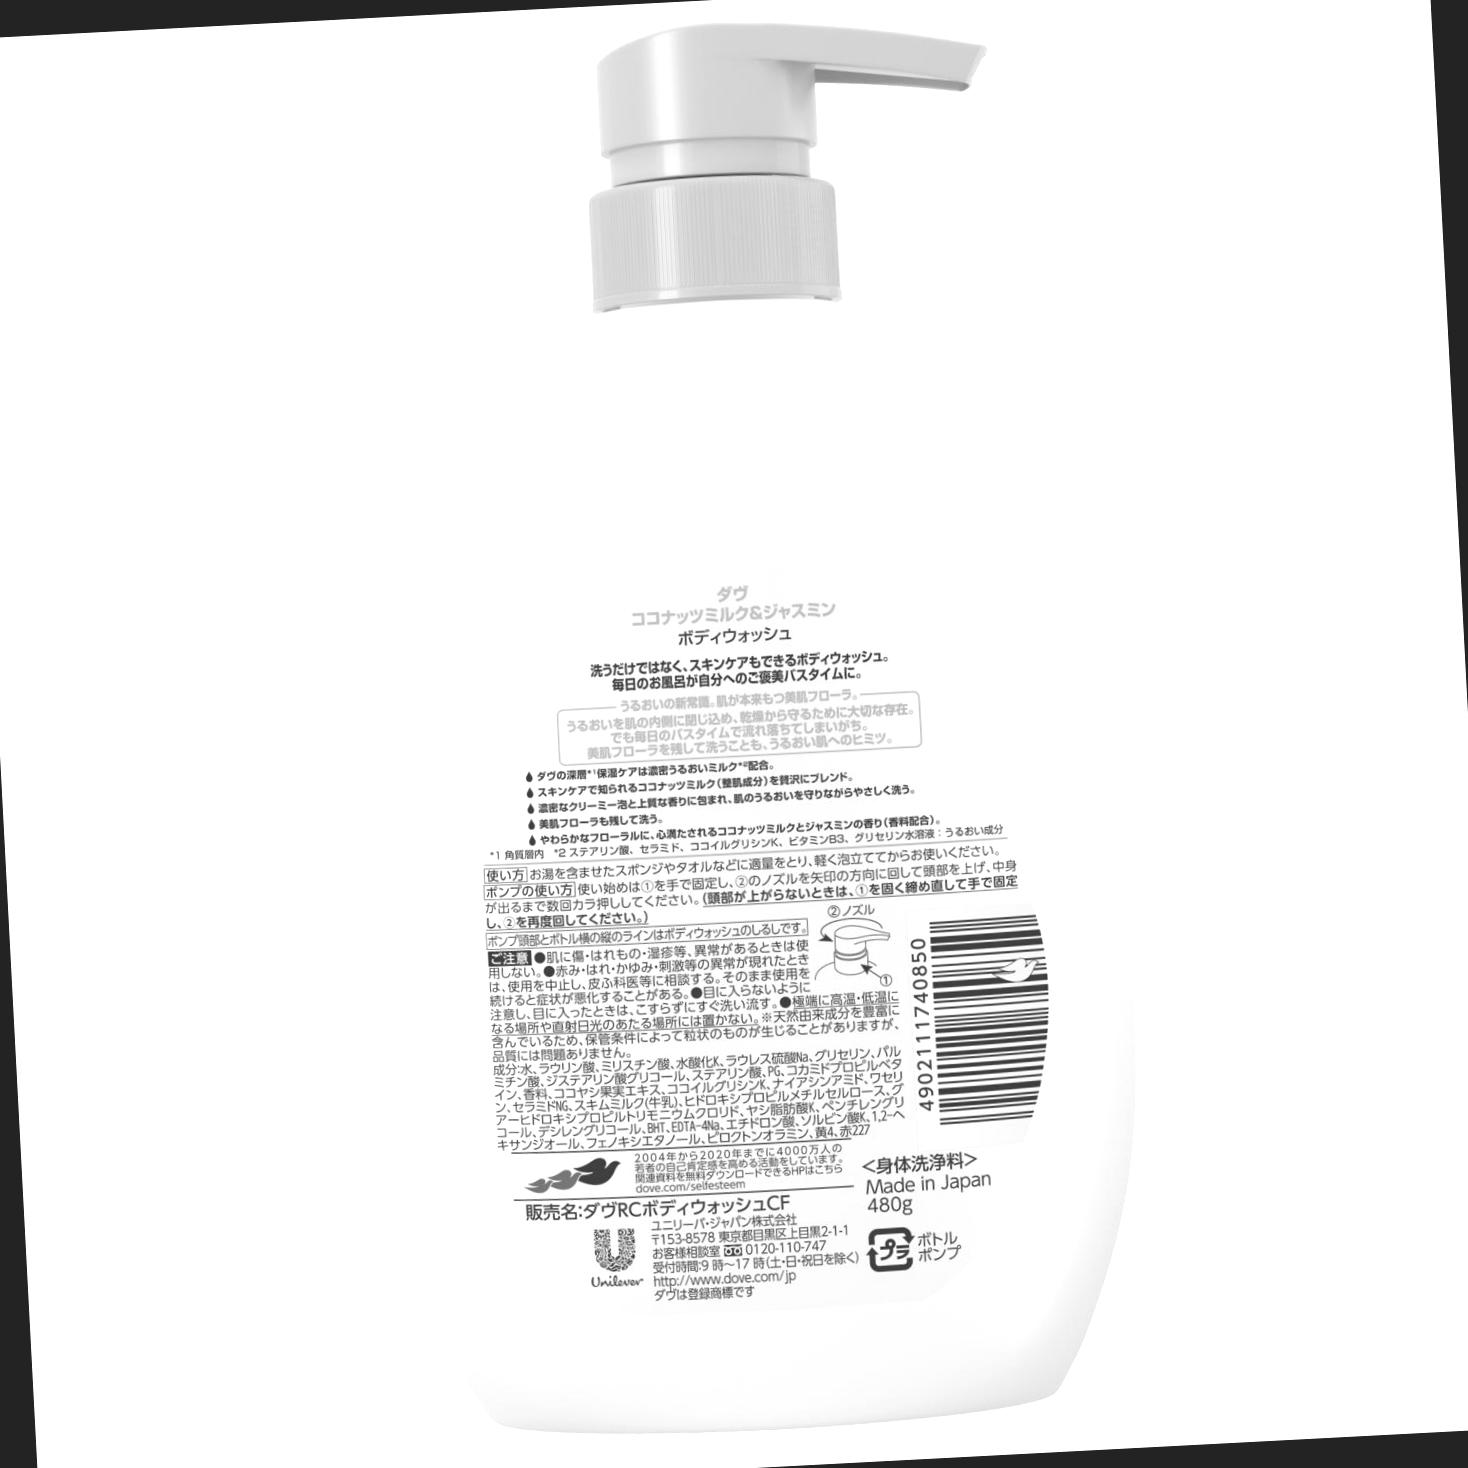 ダヴ
ココナッツミルク&ジャスミン
ボディウォッシュ
洗うだけではなく、スキンケアもできるボディウォッシュ。
毎日のお風呂が自分へのご褒美バスタイムに。
うるおいの新常識。肌が本来もつ美肌フローラ。
うるおいを肌の内側に閉じ込め、乾燥から守るために大切な存在。
でも毎日のバスタイムで流れ落ちてしまいがち。
美肌フローラを残して洗うことも、うるおい肌へのヒミツ。
ダヴの深層*1保湿ケアは濃密うるおいミルク*2配合。
スキンケアで知られるココナッツミルク(整肌成分)を贅沢にブレンド。
濃密なクリーミー泡と上質な香りに包まれ、肌のうるおいを守りながらやさしく洗う。
美肌フローラも残して洗う。
やわらかなフローラルに、心満たされるココナッツミルクとジャスミンの香り(香料配合)。
*1 角質層内 *2 ステアリン酸、セラミド、ココイルグリシンK、ビタミンB3、グリセリン水溶液：うるおい成分
使い方 お湯を含ませたスポンジやタオルなどに適量をとり、軽く泡立ててからお使いください。
ポンプの使い方 使い始めは①を手で固定し、②のノズルを矢印の方向に回して頭部を上げ、中身
が出るまで数回カラ押ししてください。(頭部が上がらないときは、①を固く締め直して手で固定
し、②を再度回してください。)
ポンプ頭部とボトル横の縦のラインはボディウォッシュのしるしです。
②ノズル
①
ご注意 ●肌に傷・はれもの・湿疹等、異常があるときは使
用しない。●赤み・はれ・かゆみ・刺激等の異常が現れたとき
は、使用を中止し、皮ふ科医等に相談する。そのまま使用を
続けると症状が悪化することがある。●目に入らないように
注意し、目に入ったときは、こすらずにすぐ洗い流す。●極端に高温・低温に
なる場所や直射日光のあたる場所には置かない。※天然由来成分を豊富に
含んでいるため、保管条件によって粒状のものが生じることがありますが、
品質には問題ありません。
成分:水、ラウリン酸、ミリスチン酸、水酸化K、ラウレス硫酸Na、グリセリン、パル
ミチン酸、ジステアリン酸グリコール、ステアリン酸、PG、コカミドプロピルベタ
イン、香料、ココヤシ果実エキス、ココイルグリシンK、ナイアシンアミド、ワセリ
ン、セラミドNG、スキムミルク(牛乳)、ヒドロキシプロピルメチルセルロース、グ
アーヒドロキシプロピルトリモニウムクロリド、ヤシ脂肪酸K、ペンチレングリ
コール、デシレングリコール、BHT、EDTA-4Na、エチドロン酸、ソルビン酸K、1,2-ヘ
キサンジオール、フェノキシエタノール、ピロクトンオラミン、黄4、赤227
4902111740850
2004年から2020年までに4000万人の
若者の自己肯定感を高める活動をしています。
関連資料を無料ダウンロードできるHPはこちら
dove.com/selfesteem
<身体洗浄料>
Made in Japan
480g
販売名:ダヴRCボディウォッシュCF
Unilever
ユニリーバ・ジャパン株式会社
〒153-8578 東京都目黒区上目黒2-1-1
お客様相談室 0120-110-747
受付時間:9時～17時(土・日・祝日を除く)
http://www.dove.com/jp
ダヴは登録商標です
プラ
ボトル
ポンプ